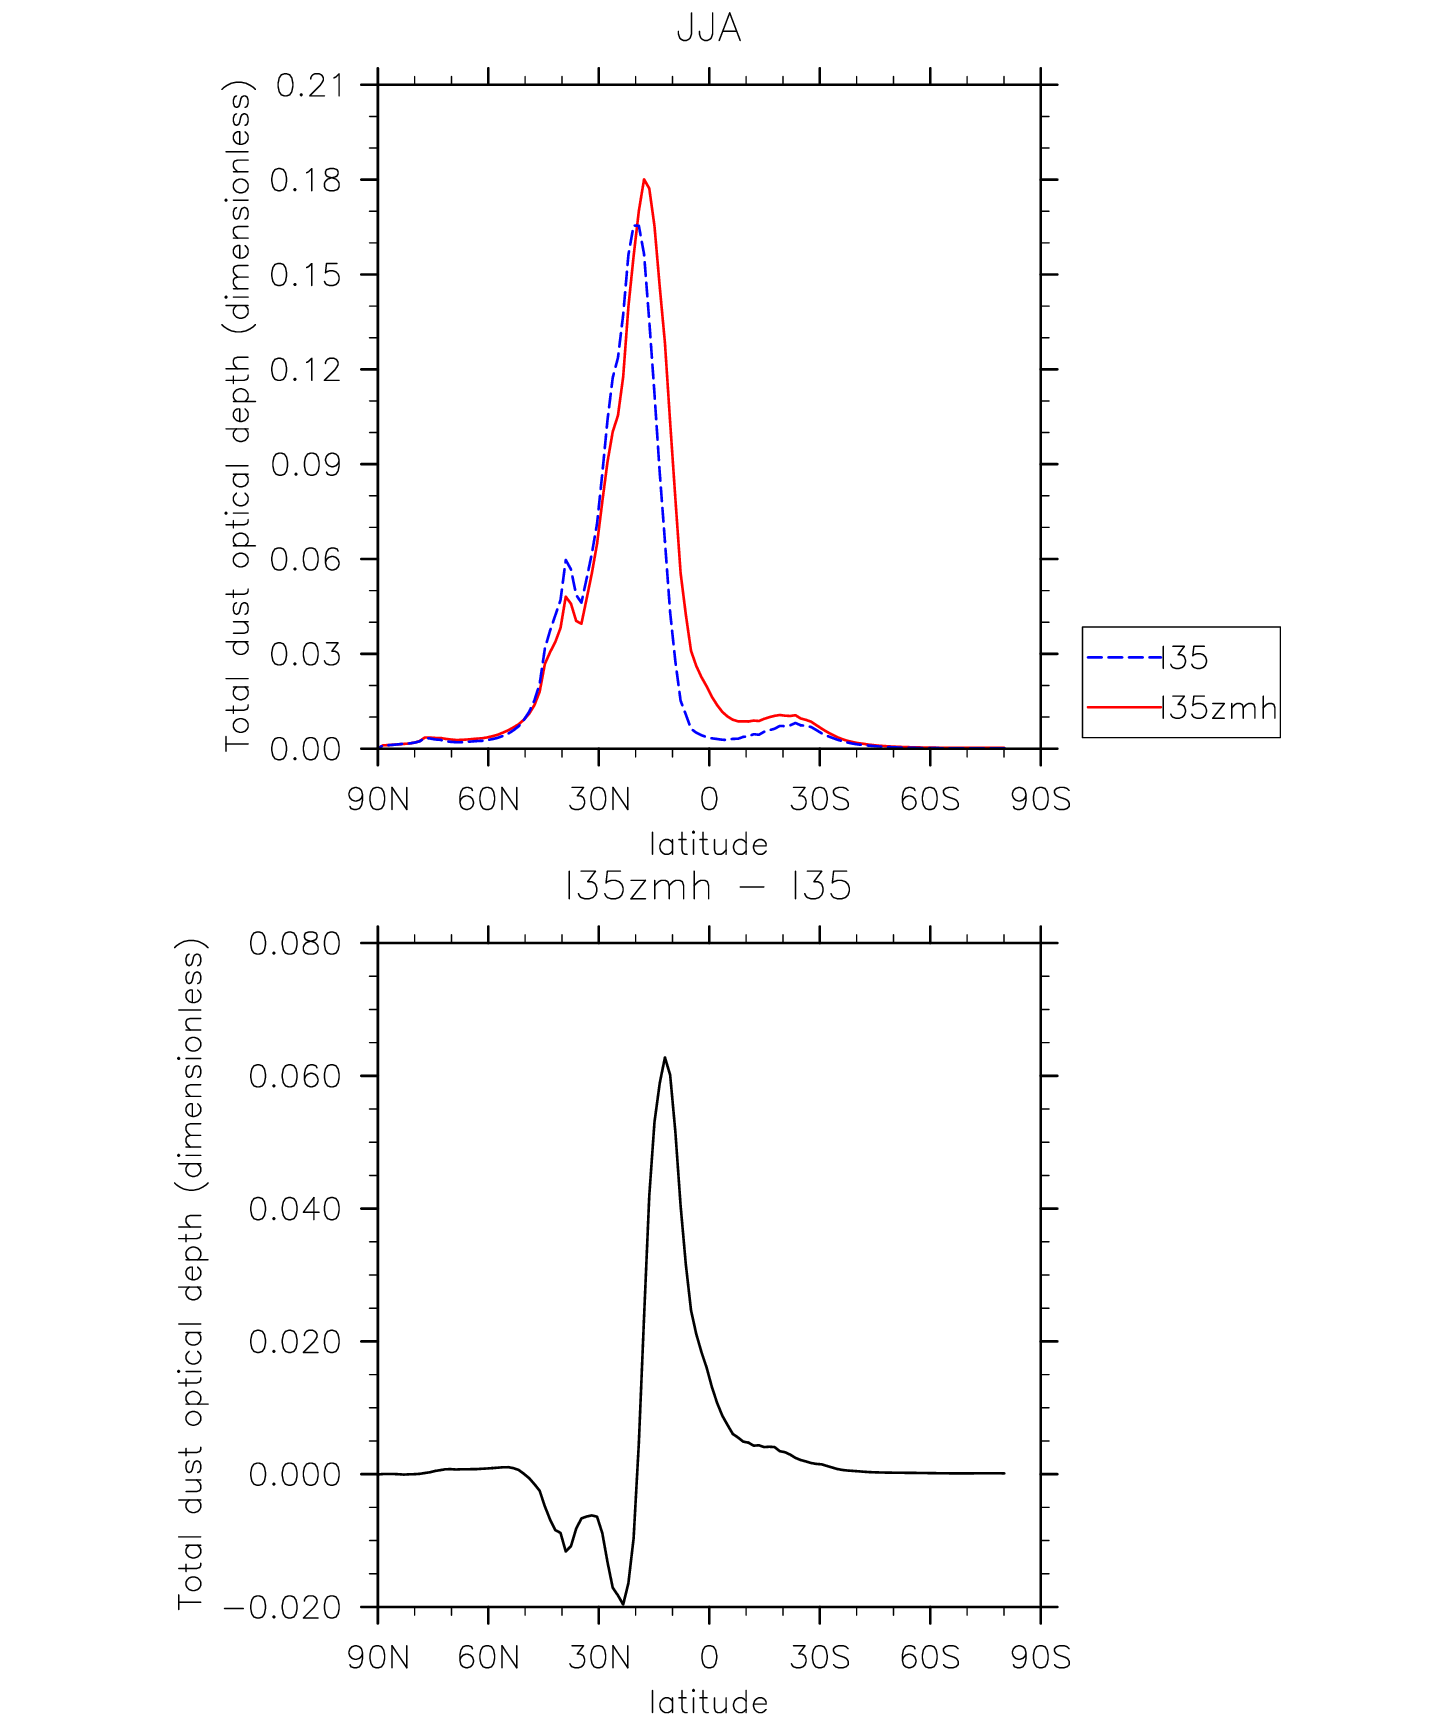 JJA
Total dust optical depth (dimensionless)
0.21
0.18
0.15
0.12
0.09
0.06
0.03
0.00
90N 60N 30N 0 30S 60S 90S
latitude
I35
I35zmh
I35zmh − I35
Total dust optical depth (dimensionless)
0.080
0.060
0.040
0.020
0.000
−0.020
90N 60N 30N 0 30S 60S 90S
latitude